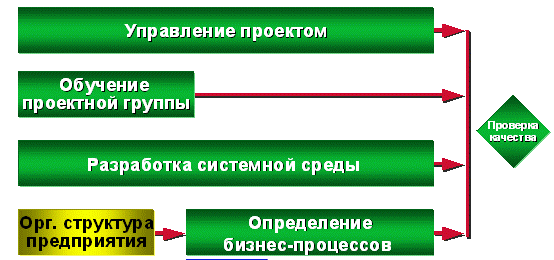 Управление проектом
Обучение
проектной группы
Проверка
качества
Разработка системной среды
Орг. структура
предприятия
Определение
бизнес-процессов